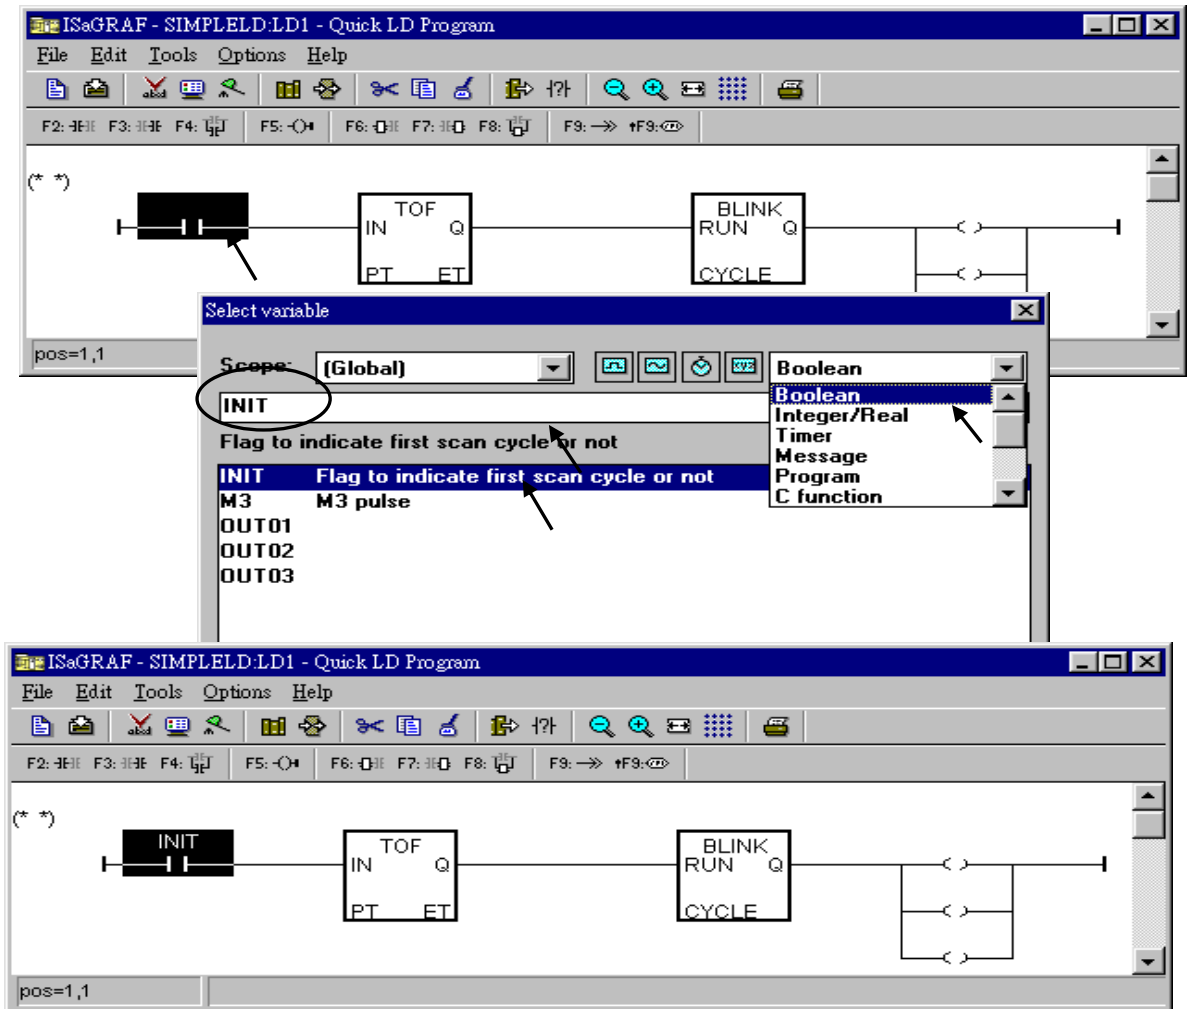 ISaGRAF - SIMPLELD:LD1 - Quick LD Program
File Edit Tools Options Help
F2: F3: F4: F5: F6: F7: F8: F9: F9:
(* *)
TOF
IN Q
PT ET
BLINK
RUN Q
CYCLE
pos=1,1
Select variable
Scope: (Global) Boolean
INIT
Flag to indicate first scan cycle or not
Boolean
Integer/Real
Timer
Message
Program
C function
INIT Flag to indicate first scan cycle or not
M3 M3 pulse
OUT01
OUT02
OUT03
ISaGRAF - SIMPLELD:LD1 - Quick LD Program
File Edit Tools Options Help
F2: F3: F4: F5: F6: F7: F8: F9: F9:
(* *)
INIT
TOF
IN Q
PT ET
BLINK
RUN Q
CYCLE
pos=1,1